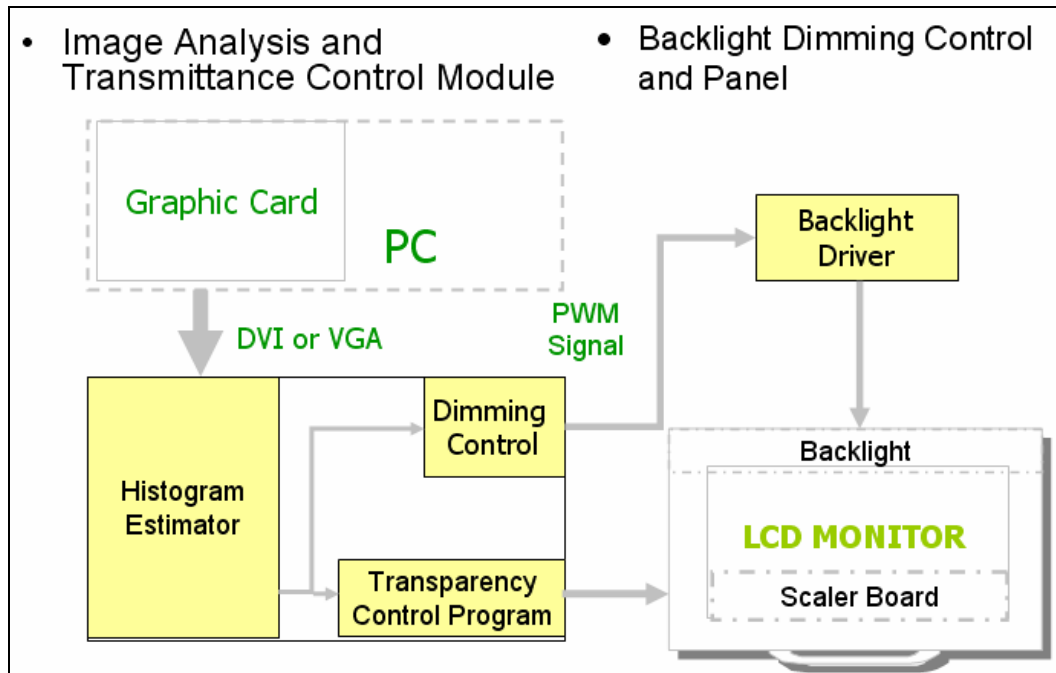 • Image Analysis and
Transmittance Control Module
• Backlight Dimming Control
and Panel
Graphic Card
PC
DVI or VGA
PWM
Signal
Backlight
Driver
Histogram
Estimator
Dimming
Control
Transparency
Control Program
Backlight
LCD MONITOR
Scaler Board